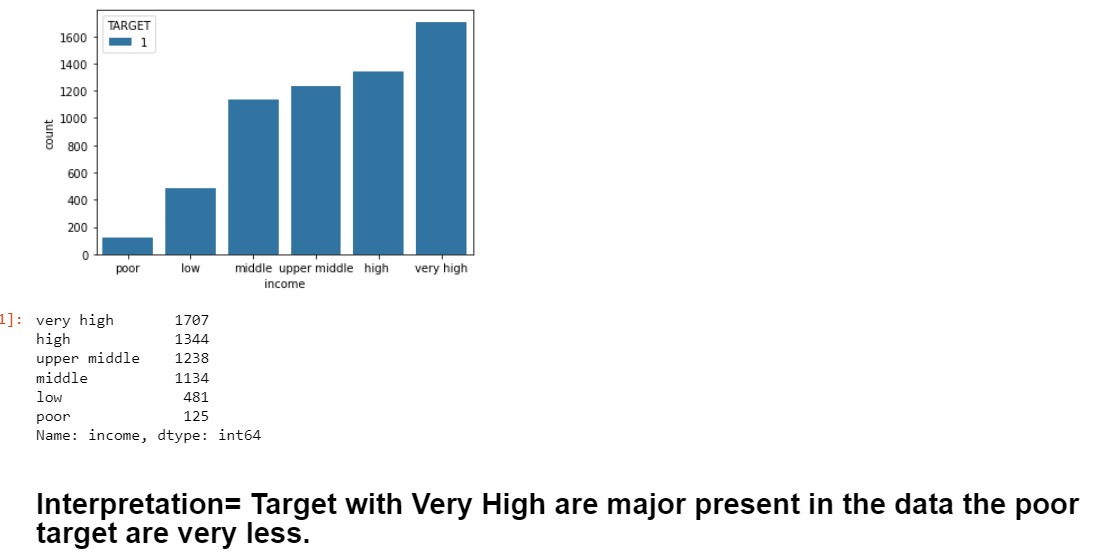 TARGET
1
1600
1400
1200
1000
800
600
400
200
0
count
poor low middle upper middle high very high
income
1]: very high 1707
high 1344
upper middle 1238
middle 1134
low 481
poor 125
Name: income, dtype: int64
Interpretation= Target with Very High are major present in the data the poor
target are very less.